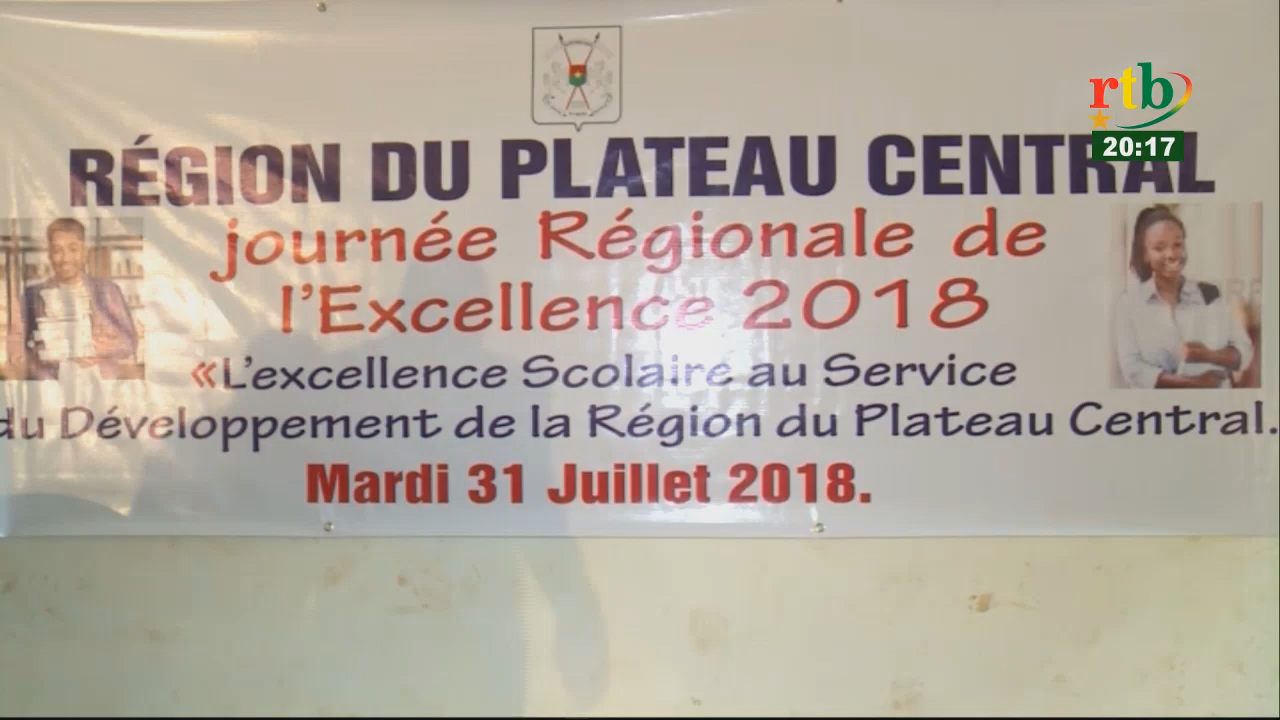 rtb
20:17
RÉGION DU PLATEAU CENTRAL
journée Régionale de
l'Excellence 2018
«L'excellence Scolaire au Service
du Développement de la Région du Plateau Central.
Mardi 31 Juillet 2018.